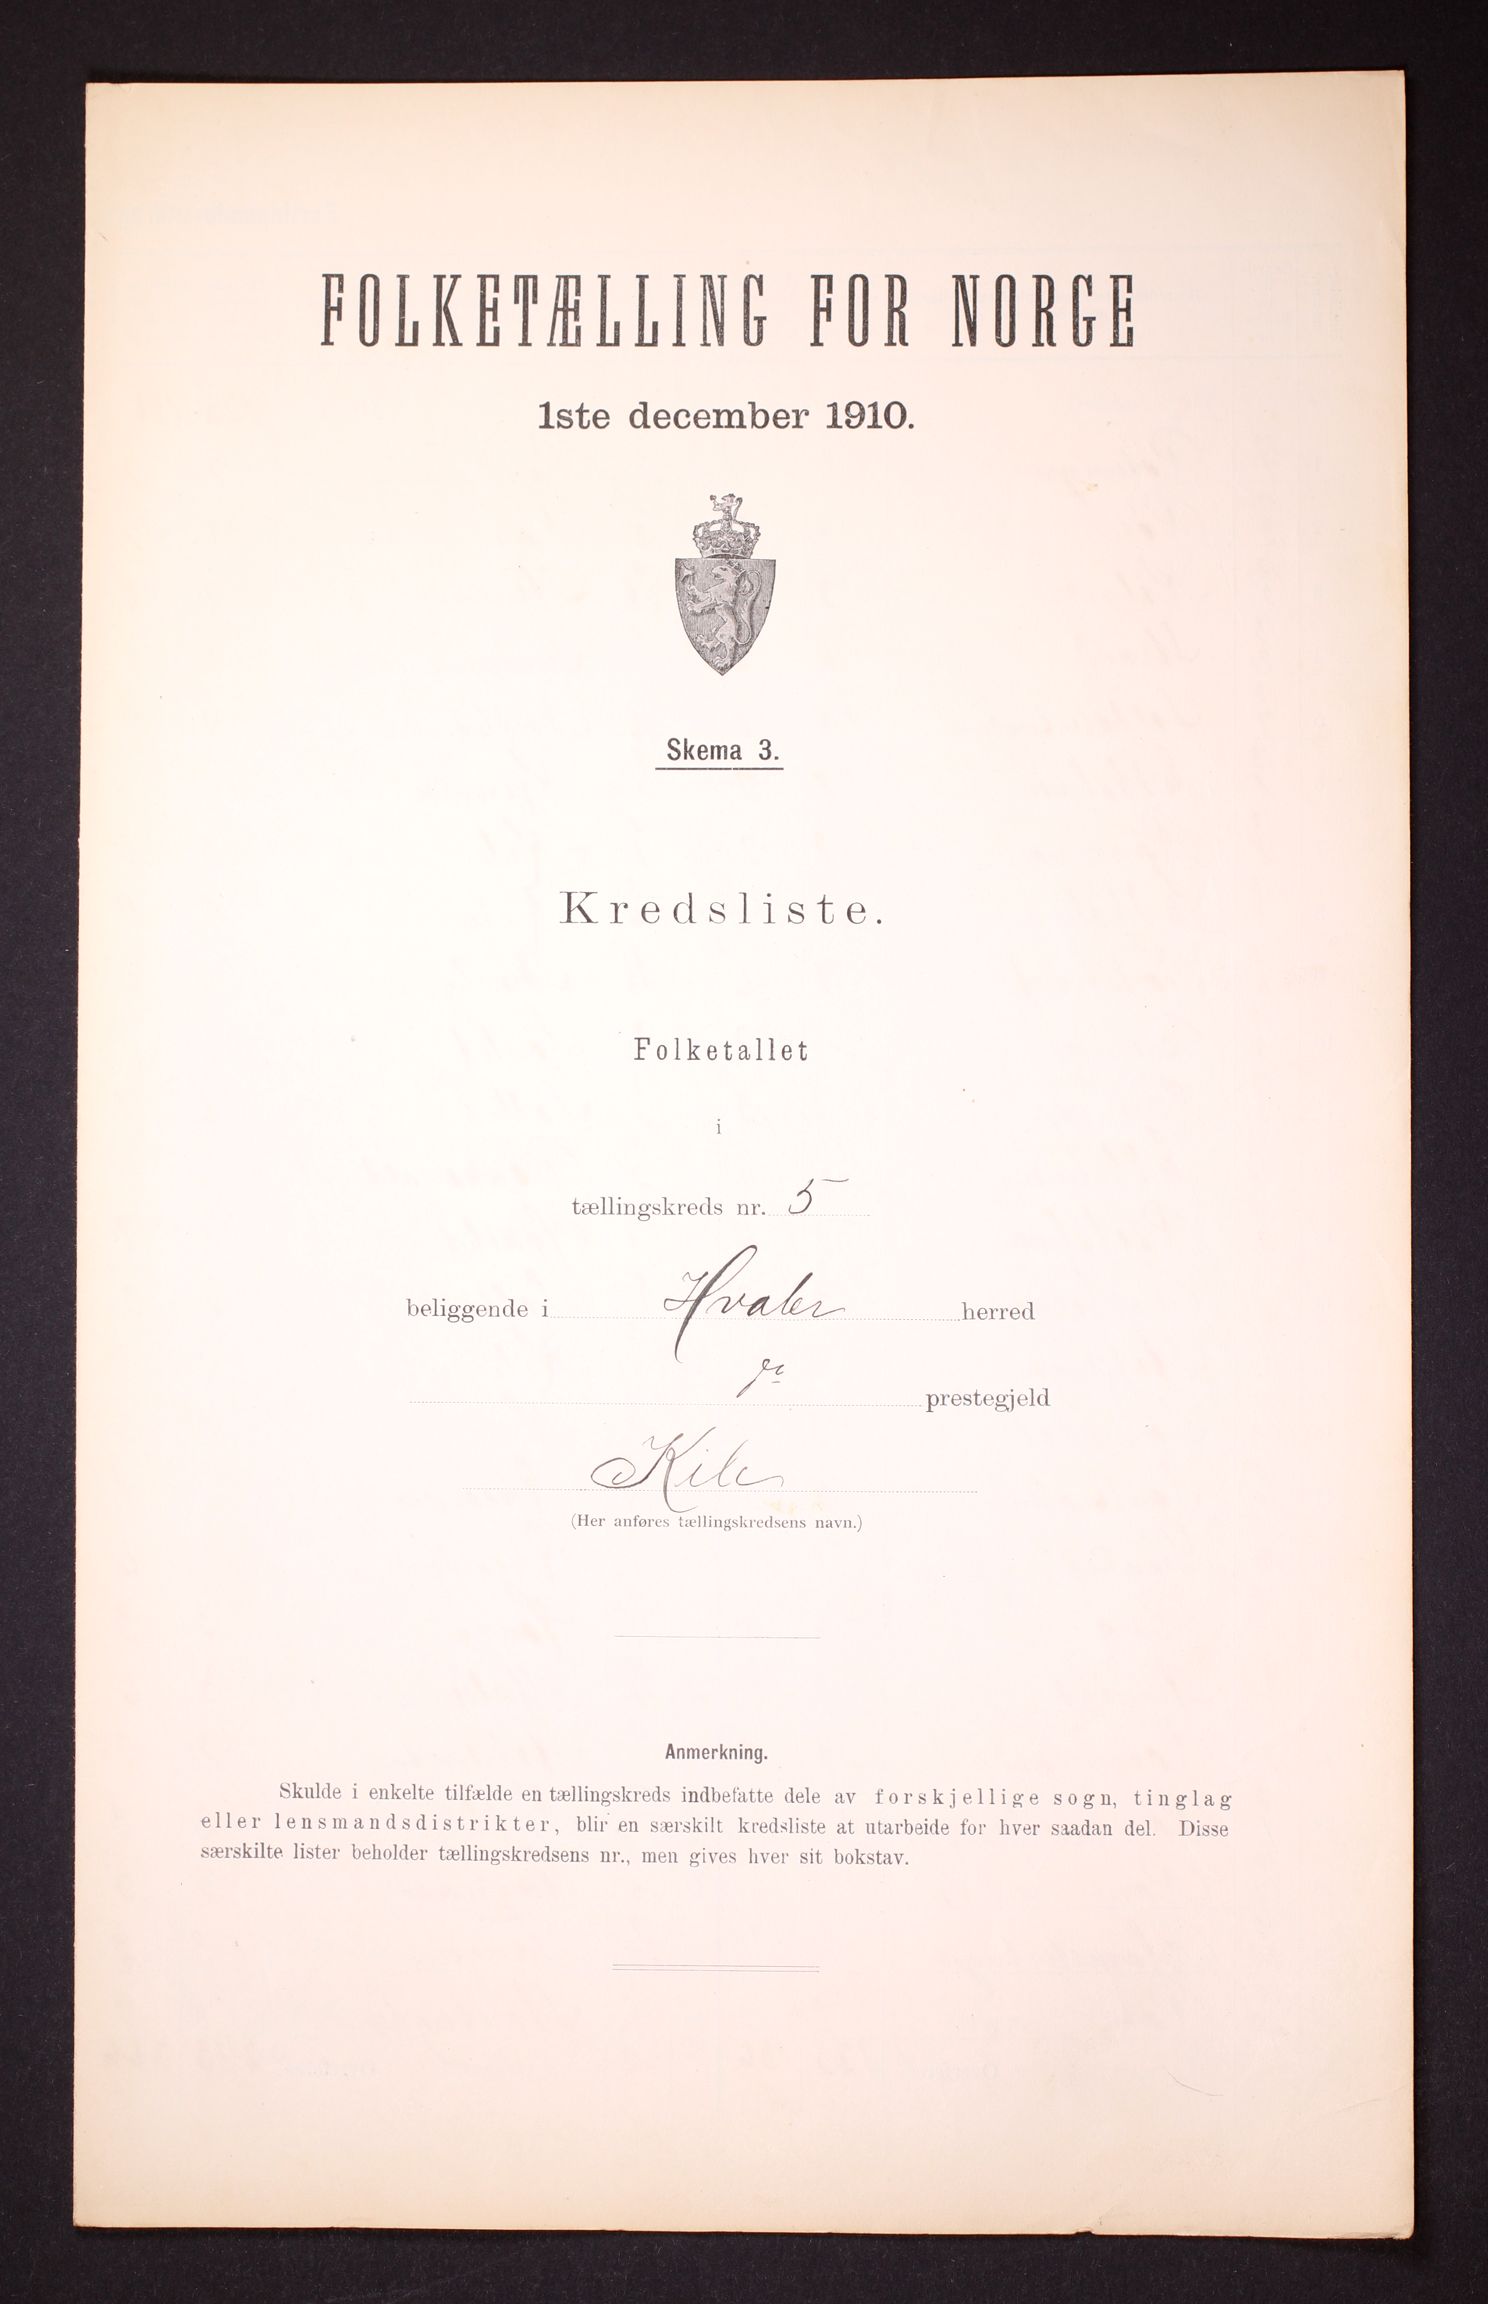 FOLKETÆLLING FOR NORGE
1ste december 1910.
Skema 3.
Kredsliste.
Folketallet
i
tællingskreds nr. 5
beliggende i Hvaler herred
prestegjeld
Kile
(Her anføres tællingskredsens navn.)
Anmerkning.
Skulde i enkelte tilfælde en tællingskreds indbefatte dele av forskjellige sogn, tinglag
eller lensmandsdistrikter, blir en særskilt kredsliste at utarbeide for hver saadan del. Disse
særskilte lister beholder tællingskredsens nr., men gives hver sit bokstav.